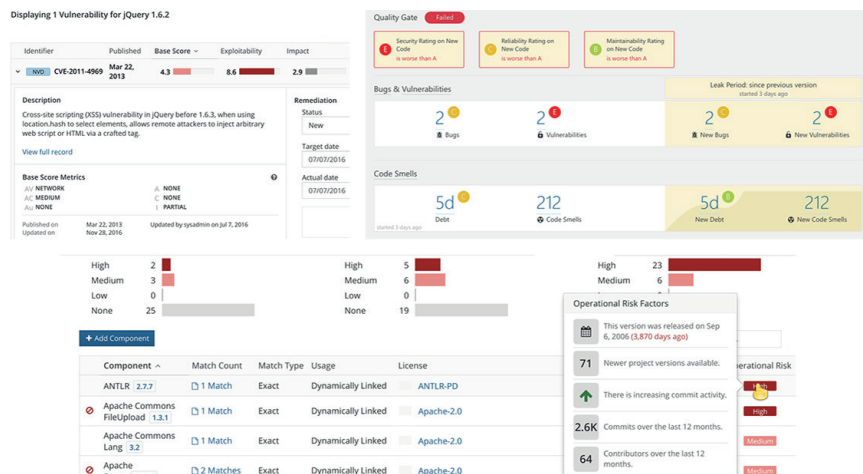 Displaying 1 Vulnerability for jQuery 1.6.2
Identifier Published Base Score Exploitability Impact
NVD CVE-2011-4969 Mar 22, 2013 4.3 8.6 2.9
Description
Cross-site scripting (XSS) vulnerability in jQuery before 1.6.3, when using
location.hash to select elements, allows remote attackers to inject arbitrary
web script or HTML via a crafted tag.
View full record
Base Score Metrics
AV NETWORK A NONE
AC MEDIUM C NONE
Au NONE I PARTIAL
Published on Mar 22, 2013 Updated by sysadmin on Jul 7, 2016
Updated on Nov 28, 2016
Remediation
Status
New
Target date
07/07/2016
Actual date
07/07/2016
Quality Gate Failed
E Security Rating on New Code is worse than A
C Reliability Rating on New Code is worse than A
B Maintainability Rating on New Code is worse than A
Bugs & Vulnerabilities
Leak Period: since previous version
started 3 days ago
2 C 2 E 2 C 2 E
Bugs Vulnerabilities New Bugs New Vulnerabilities
Code Smells
5d C 212 5d B 212
Debt Code Smells New Debt New Code Smells
started 3 days ago
High 2
Medium 3
Low 0
None 25
High 5
Medium 6
Low 0
None 19
High 23
Medium 6
+ Add Component
Component Match Count Match Type Usage License perational Risk
ANTLR 2.7.7 1 Match Exact Dynamically Linked ANTLR-PD High
Apache Commons FileUpload 1.3.1 1 Match Exact Dynamically Linked Apache-2.0 High
Apache Commons Lang 3.2 1 Match Exact Dynamically Linked Apache-2.0 Medium
Apache 2 Matches Exact Dynamically Linked Apache-2.0 Medium
Operational Risk Factors
This version was released on Sep
6, 2006 (3,870 days ago)
71 Newer project versions available.
There is increasing commit activity.
2.6K Commits over the last 12 months.
64 Contributors over the last 12
months.